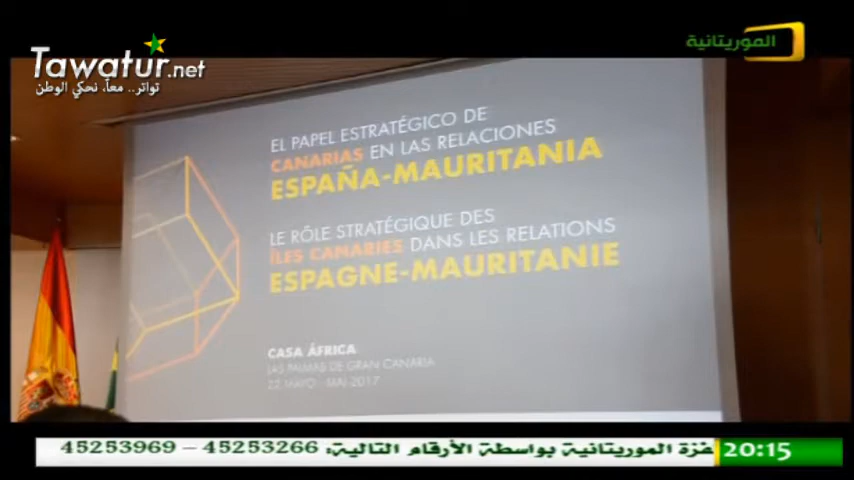 الموريتانية
Tawatur.net
تواتر.. معاً، نحكي الوطن
EL PAPEL ESTRATÉGICO DE
CANARIAS EN LAS RELACIONES
ESPAÑA-MAURITANIA
LE RÔLE STRATÉGIQUE DES
ÎLES CANARIES DANS LES RELATIONS
ESPAGNE-MAURITANIE
CASA ÁFRICA
LAS PALMAS DE GRAN CANARIA
22 MAYO - MAI 2017
الموريتانية بواسطة الأرقام التالية: 45253266 - 45253969
20:15